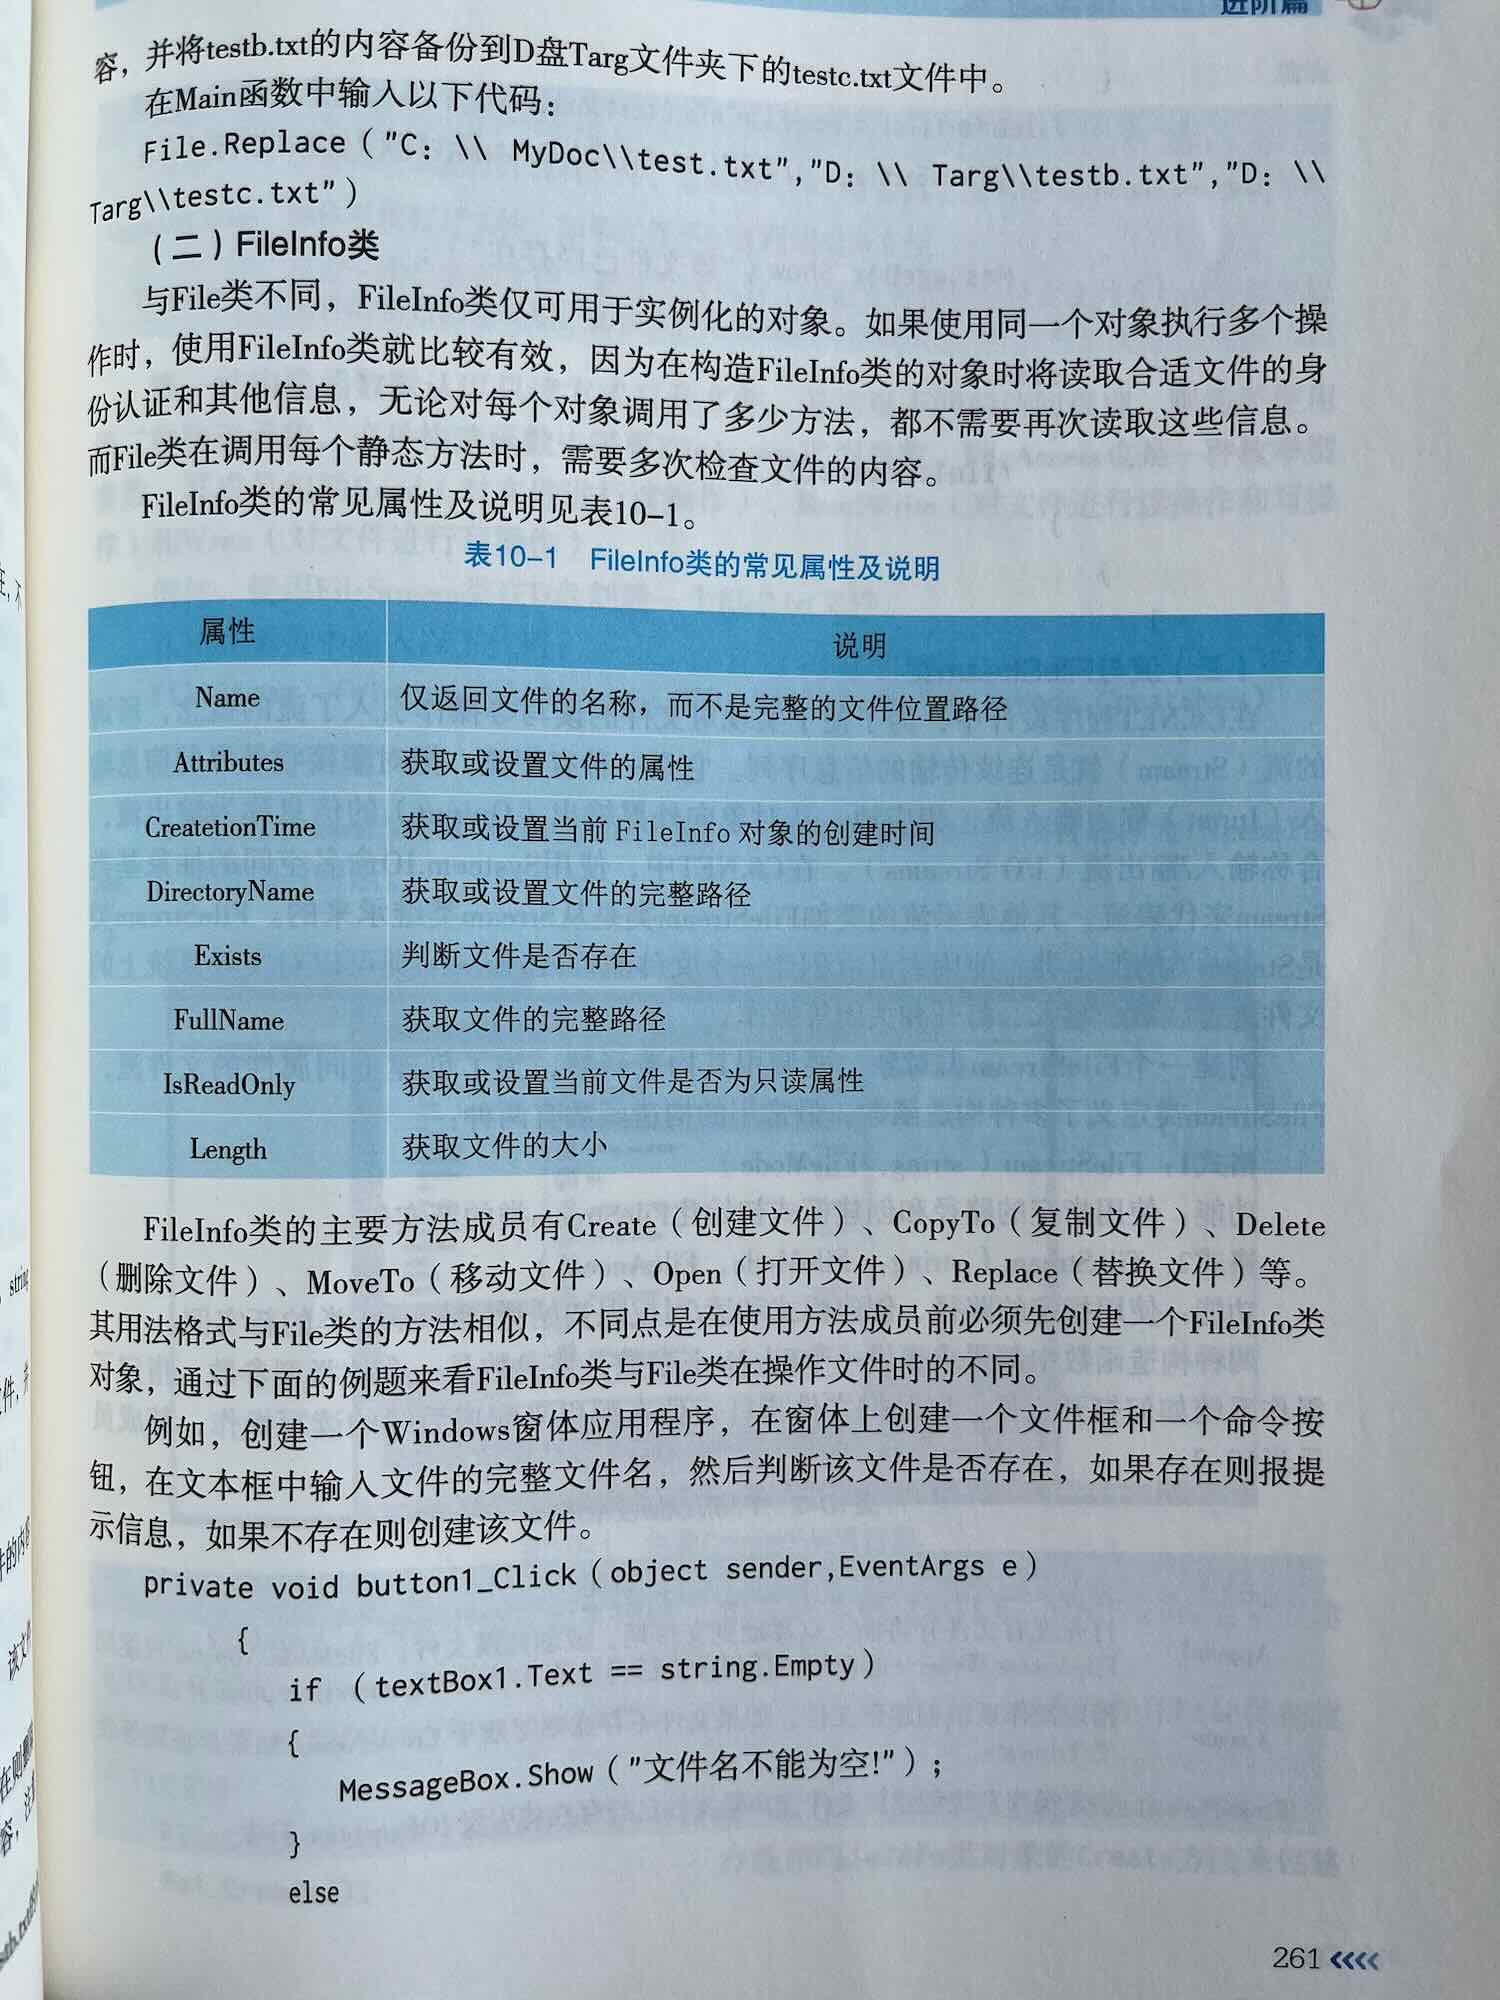 进阶篇
容，并将testb.txt的内容备份到D盘Targ文件夹下的testc.txt文件中。
在Main函数中输入以下代码：
File.Replace（"C：\\ MyDoc\\test.txt","D：\\ Targ\\testb.txt","D：\\
Targ\\testc.txt"）
（二）FileInfo类
与File类不同，FileInfo类仅可用于实例化的对象。如果使用同一个对象执行多个操
作时，使用FileInfo类就比较有效，因为在构造FileInfo类的对象时将读取合适文件的身
份认证和其他信息，无论对每个对象调用了多少方法，都不需要再次读取这些信息。
而File类在调用每个静态方法时，需要多次检查文件的内容。
FileInfo类的常见属性及说明见表10-1。
表10-1 FileInfo类的常见属性及说明
属性 说明
Name 仅返回文件的名称，而不是完整的文件位置路径
Attributes 获取或设置文件的属性
CreatetionTime 获取或设置当前 FileInfo 对象的创建时间
DirectoryName 获取或设置文件的完整路径
Exists 判断文件是否存在
FullName 获取文件的完整路径
IsReadOnly 获取或设置当前文件是否为只读属性
Length 获取文件的大小
FileInfo类的主要方法成员有Create（创建文件）、CopyTo（复制文件）、Delete
（删除文件）、MoveTo（移动文件）、Open（打开文件）、Replace（替换文件）等。
其用法格式与File类的方法相似，不同点是在使用方法成员前必须先创建一个FileInfo类
对象，通过下面的例题来看FileInfo类与File类在操作文件时的不同。
例如，创建一个Windows窗体应用程序，在窗体上创建一个文件框和一个命令按
钮，在文本框中输入文件的完整文件名，然后判断该文件是否存在，如果存在则报提
示信息，如果不存在则创建该文件。
private void button1_Click（object sender,EventArgs e）
{
if （textBox1.Text == string.Empty）
{
MessageBox.Show（"文件名不能为空!"）；
}
else
261